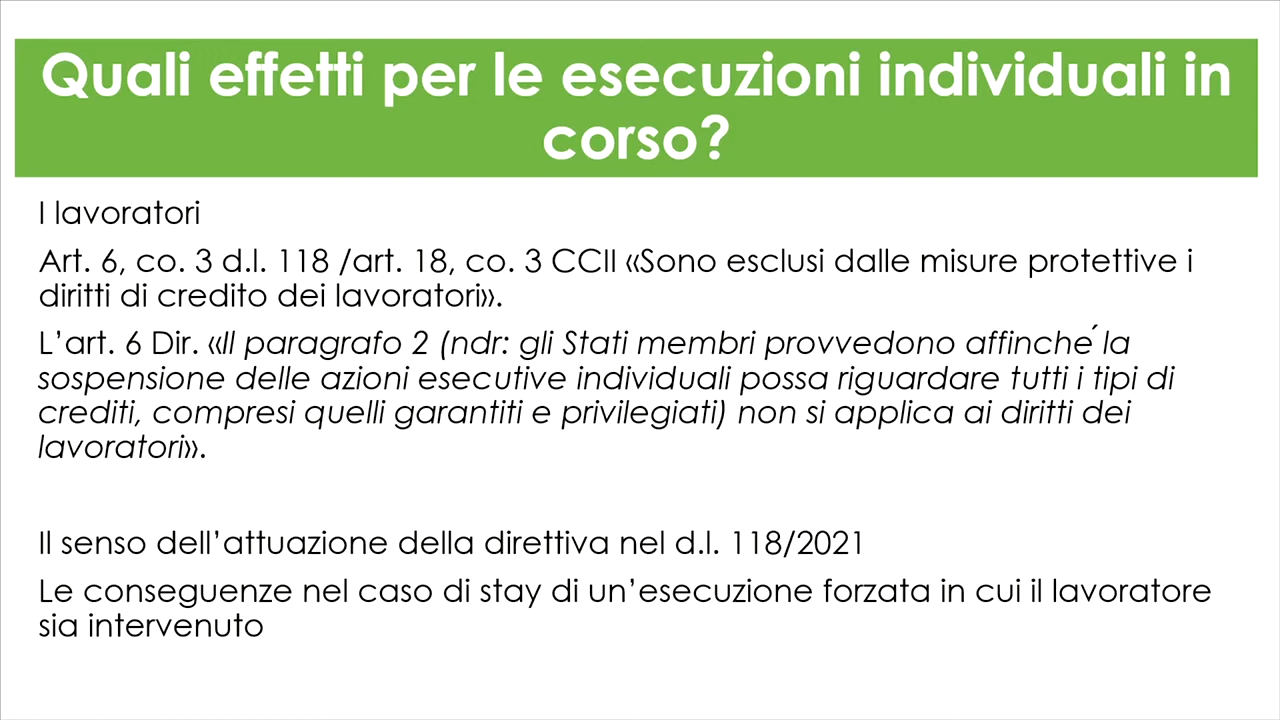 Quali effetti per le esecuzioni individuali in
corso?
I lavoratori
Art. 6, co. 3 d.l. 118 /art. 18, co. 3 CCII «Sono esclusi dalle misure protettive i
diritti di credito dei lavoratori».
L’art. 6 Dir. «Il paragrafo 2 (ndr: gli Stati membri provvedono affinché la
sospensione delle azioni esecutive individuali possa riguardare tutti i tipi di
crediti, compresi quelli garantiti e privilegiati) non si applica ai diritti dei
lavoratori».
Il senso dell’attuazione della direttiva nel d.l. 118/2021
Le conseguenze nel caso di stay di un’esecuzione forzata in cui il lavoratore
sia intervenuto